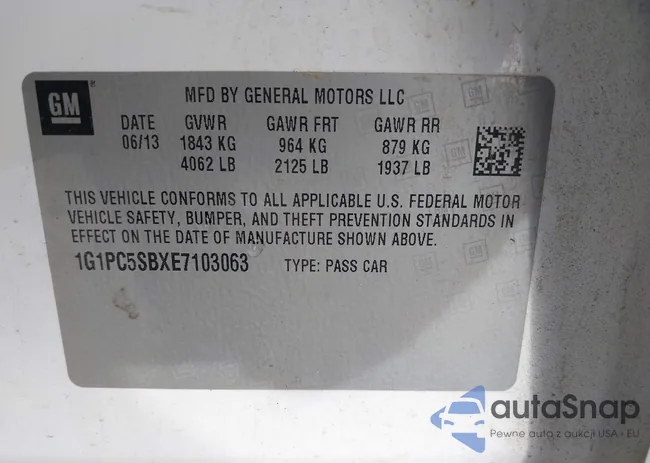 GM
MFD BY GENERAL MOTORS LLC
DATE GVWR GAWR FRT GAWR RR
06/13 1843 KG 964 KG 879 KG
4062 LB 2125 LB 1937 LB
THIS VEHICLE CONFORMS TO ALL APPLICABLE U.S. FEDERAL MOTOR
VEHICLE SAFETY, BUMPER, AND THEFT PREVENTION STANDARDS IN
EFFECT ON THE DATE OF MANUFACTURE SHOWN ABOVE.
1G1PC5SBXE7103063 TYPE: PASS CAR
autaSnap
Pewne auta z aukcji USA i EU